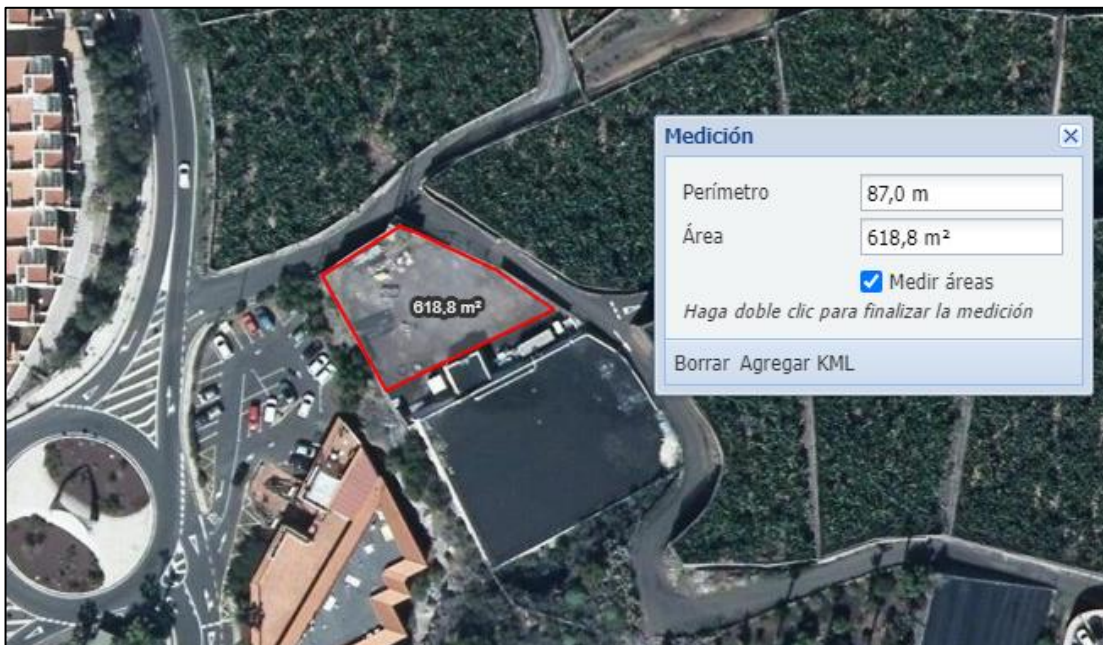 Medición
Perímetro 87,0 m
Área 618,8 m²
Medir áreas
Haga doble clic para finalizar la medición
Borrar Agregar KML
618,8 m²